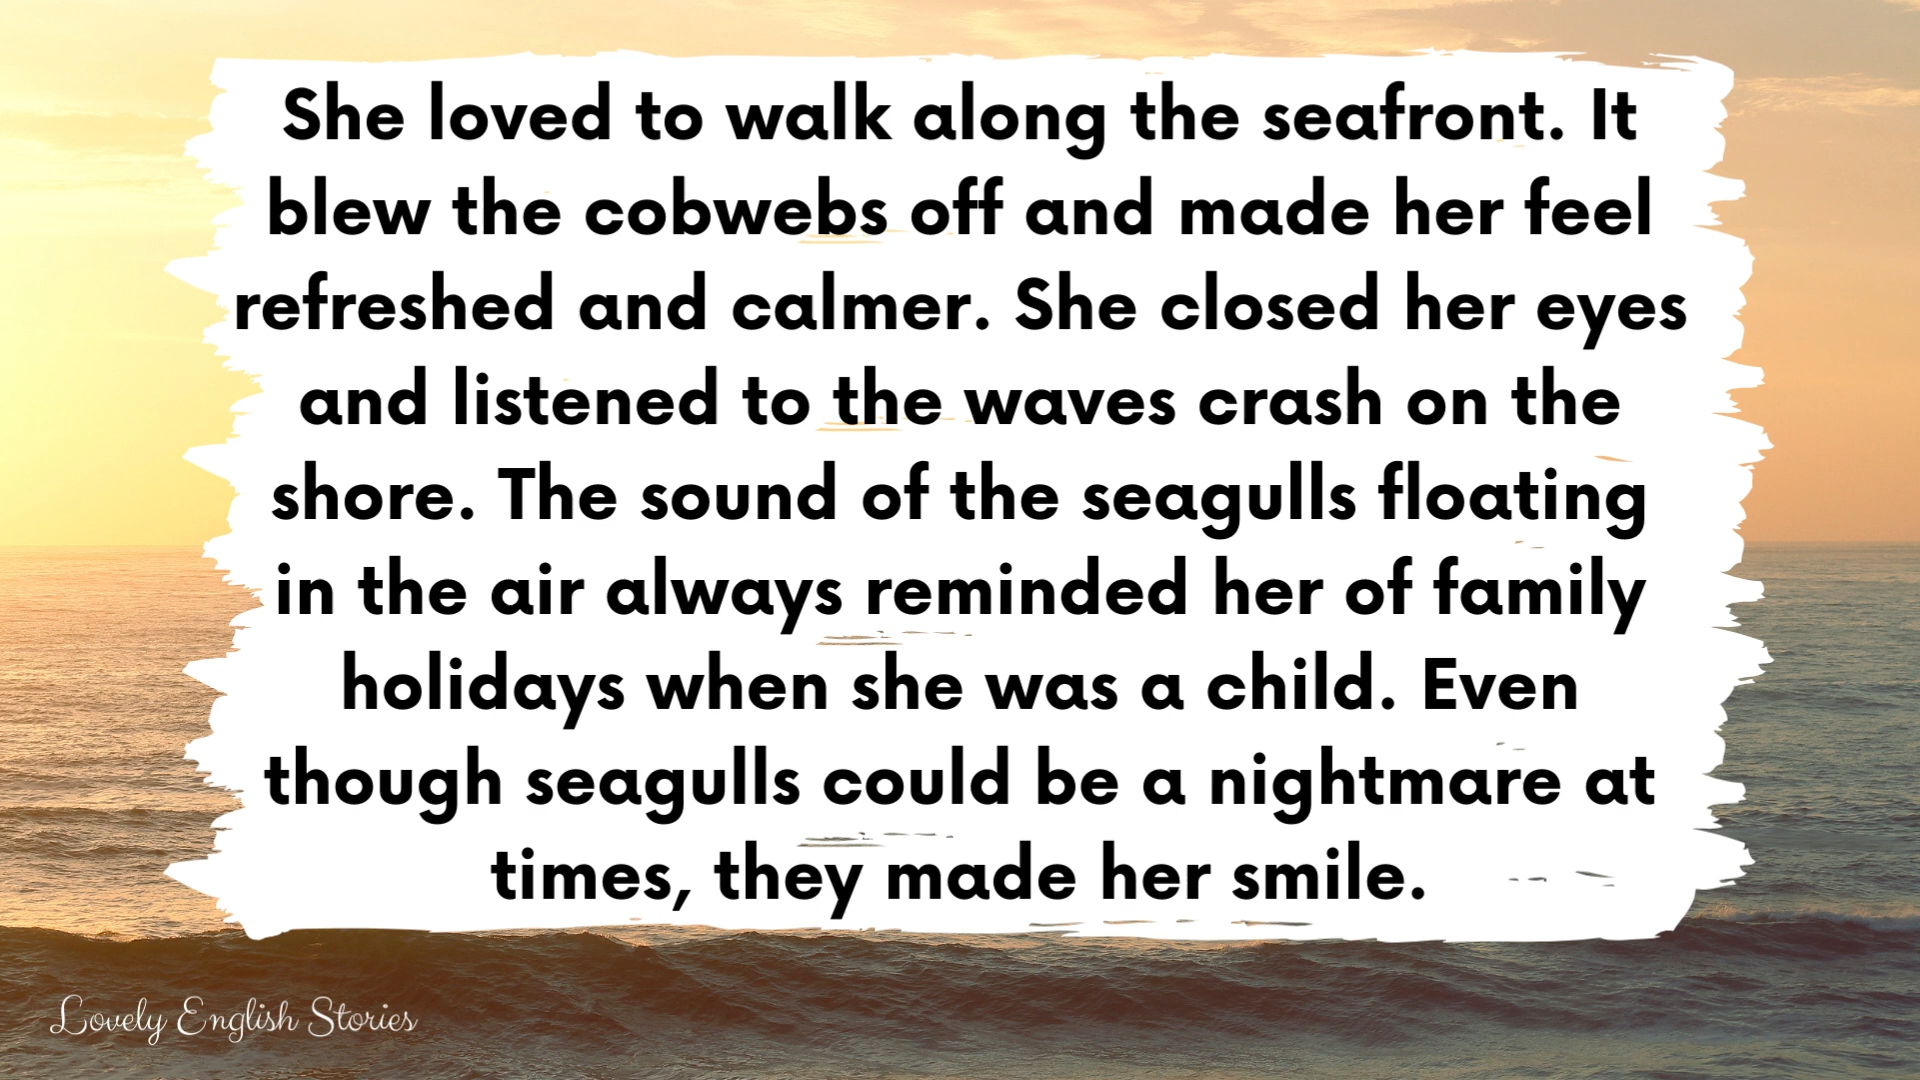 She loved to walk along the seafront. It
blew the cobwebs off and made her feel
refreshed and calmer. She closed her eyes
and listened to the waves crash on the
shore. The sound of the seagulls floating
in the air always reminded her of family
holidays when she was a child. Even
though seagulls could be a nightmare at
times, they made her smile.
Lovely English Stories